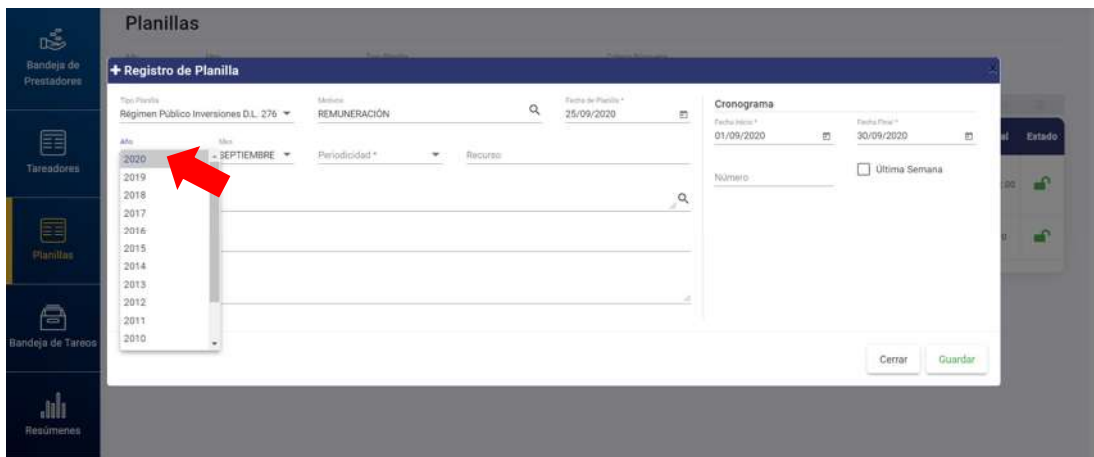 Planillas
Bandeja de
Prestadores
Tareadores
Planillas
Bandeja de Tareos
Resúmenes
+ Registro de Planilla
Tipo Planilla
Régimen Público Inversiones D.L. 276
Motivos
REMUNERACIÓN
Fecha de Planilla *
25/09/2020
Año
Mes
SEPTIEMBRE
Periodicidad *
Recurso
2020
2019
2018
2017
2016
2015
2014
2013
2012
2011
2010
Cronograma
Fecha Inicio *
01/09/2020
Fecha Final *
30/09/2020
Número
Última Semana
Cerrar
Guardar
Estado